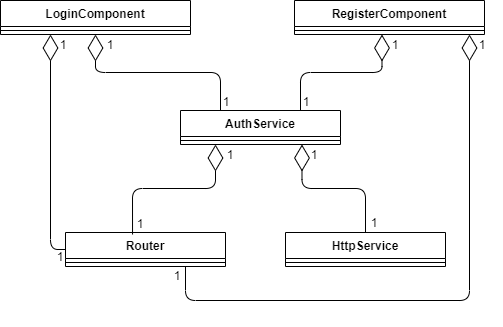 LoginComponent
RegisterComponent
1 1 1 1
1 1
AuthService
1 1
1 1
Router
HttpService
1
1